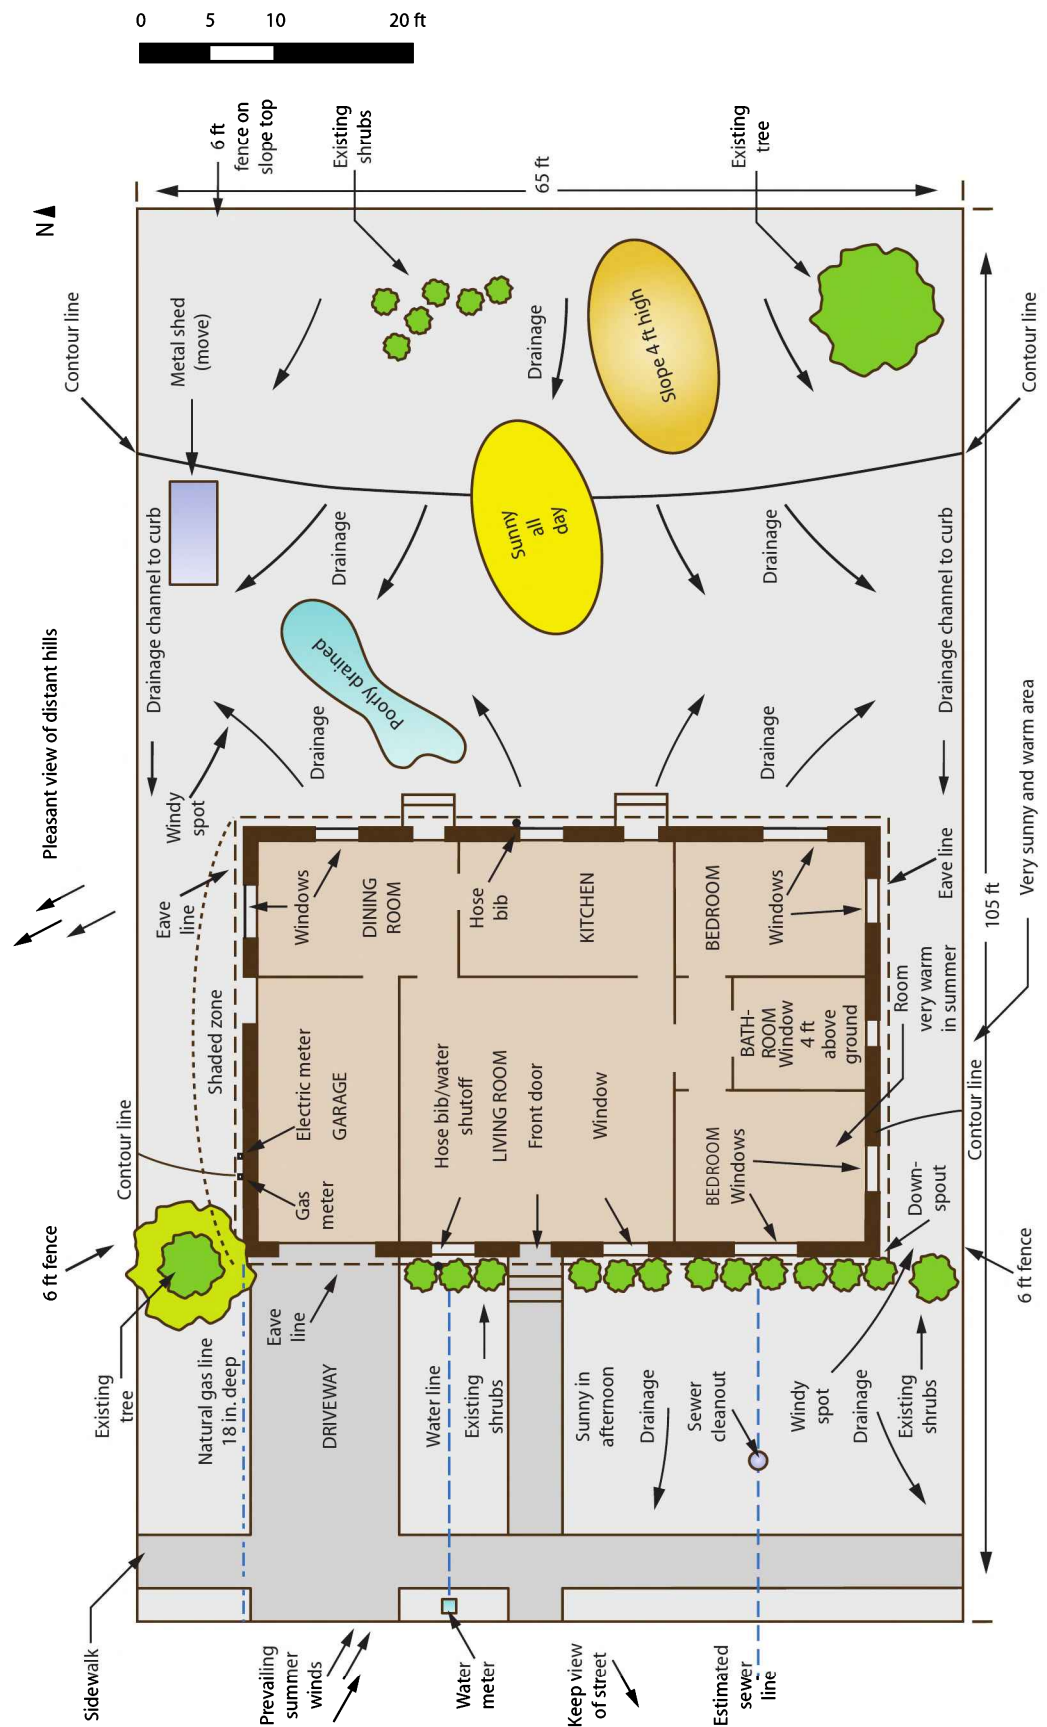 0 5 10 20 ft
6 ft
fence on
slope top
Existing
shrubs
Existing
tree
65 ft
N
Contour line
Metal shed
(move)
Drainage
Slope 4 ft high
Contour line
Sunny
all
day
Drainage channel to curb
Drainage
Drainage
Drainage channel to curb
Poorly drained
Pleasant view of distant hills
Drainage
Drainage
Windy
spot
Very sunny and warm area
Eave
line
Windows
DINING
ROOM
Hose
bib
KITCHEN
BEDROOM
Windows
Eave line
105 ft
Shaded zone
Electric meter
GARAGE
Hose bib/water
shutoff
LIVING ROOM
Front door
Window
BATH-
ROOM
Window
4 ft
above
ground
Room
very warm
in summer
Contour line
Gas
meter
BEDROOM
Windows
Contour line
Down-
spout
6 ft fence
6 ft fence
Existing
tree
Natural gas line
18 in. deep
Eave
line
DRIVEWAY
Water line
Existing
shrubs
Sunny in
afternoon
Drainage
Sewer
cleanout
Windy
spot
Drainage
Existing
shrubs
Sidewalk
Prevailing
summer
winds
Water
meter
Keep view
of street
Estimated
sewer
line